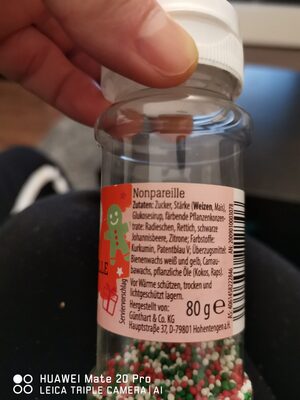 Nonpareille
Zutaten: Zucker, Stärke (Weizen, Mais),
Glukosesirup, färbende Pflanzenkonzen-
trate: Radieschen, Rettich, schwarze
Johannisbeere, Zitrone; Farbstoffe:
Kurkumin, Patentblau V; Überzugsmittel:
Bienenwachs weiß und gelb, Carnau-
bawachs, pflanzliche Öle (Kokos, Raps).
Vor Wärme schützen, trocken und
lichtgeschützt lagern.
Hergestellt von:
Günthart & Co. KG
Hauptstraße 37, D-79801 Hohentengen a.
80 g e
LLE
Serviervorschlag
HUAWEI Mate 20 Pro
LEICA TRIPLE CAMERA | AI